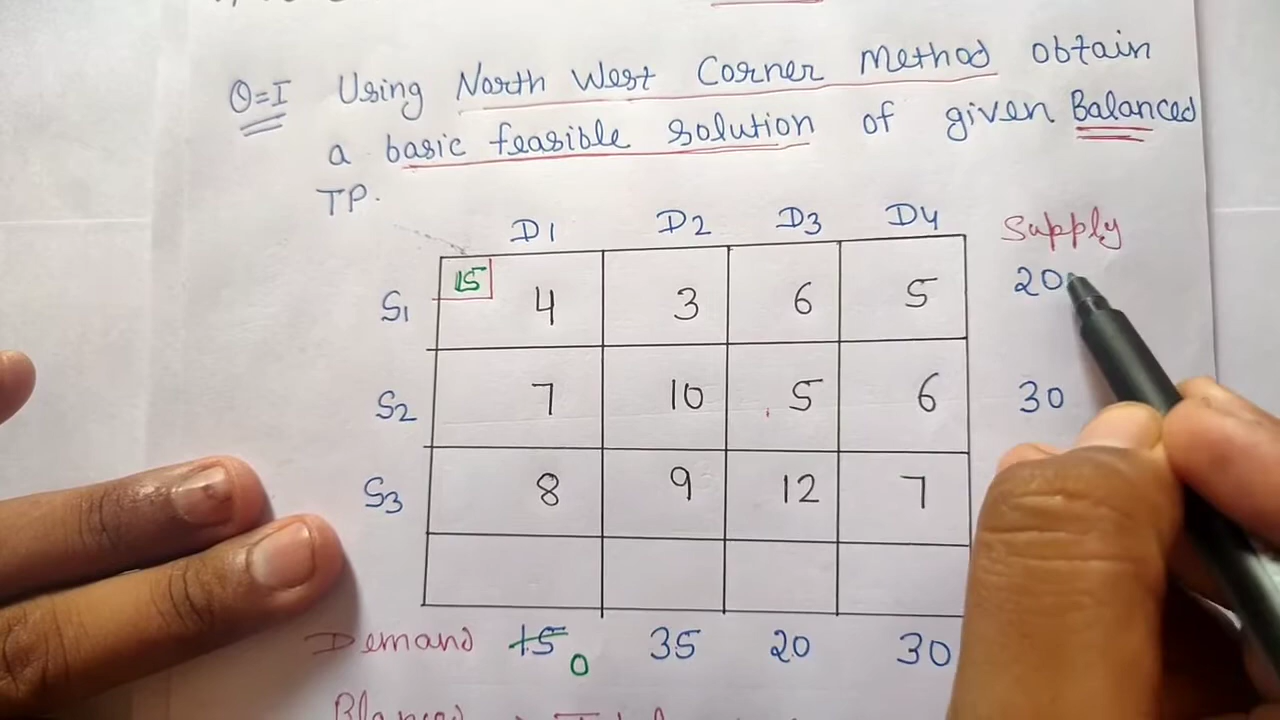 Q=I Using North West Corner Method obtain
a basic feasible solution of given Balanced
TP.
D1 D2 D3 D4 Supply
S1 15 4 3 6 5 20
S2 7 10 5 6 30
S3 8 9 12 7
Demand 15 0 35 20 30
Blanced